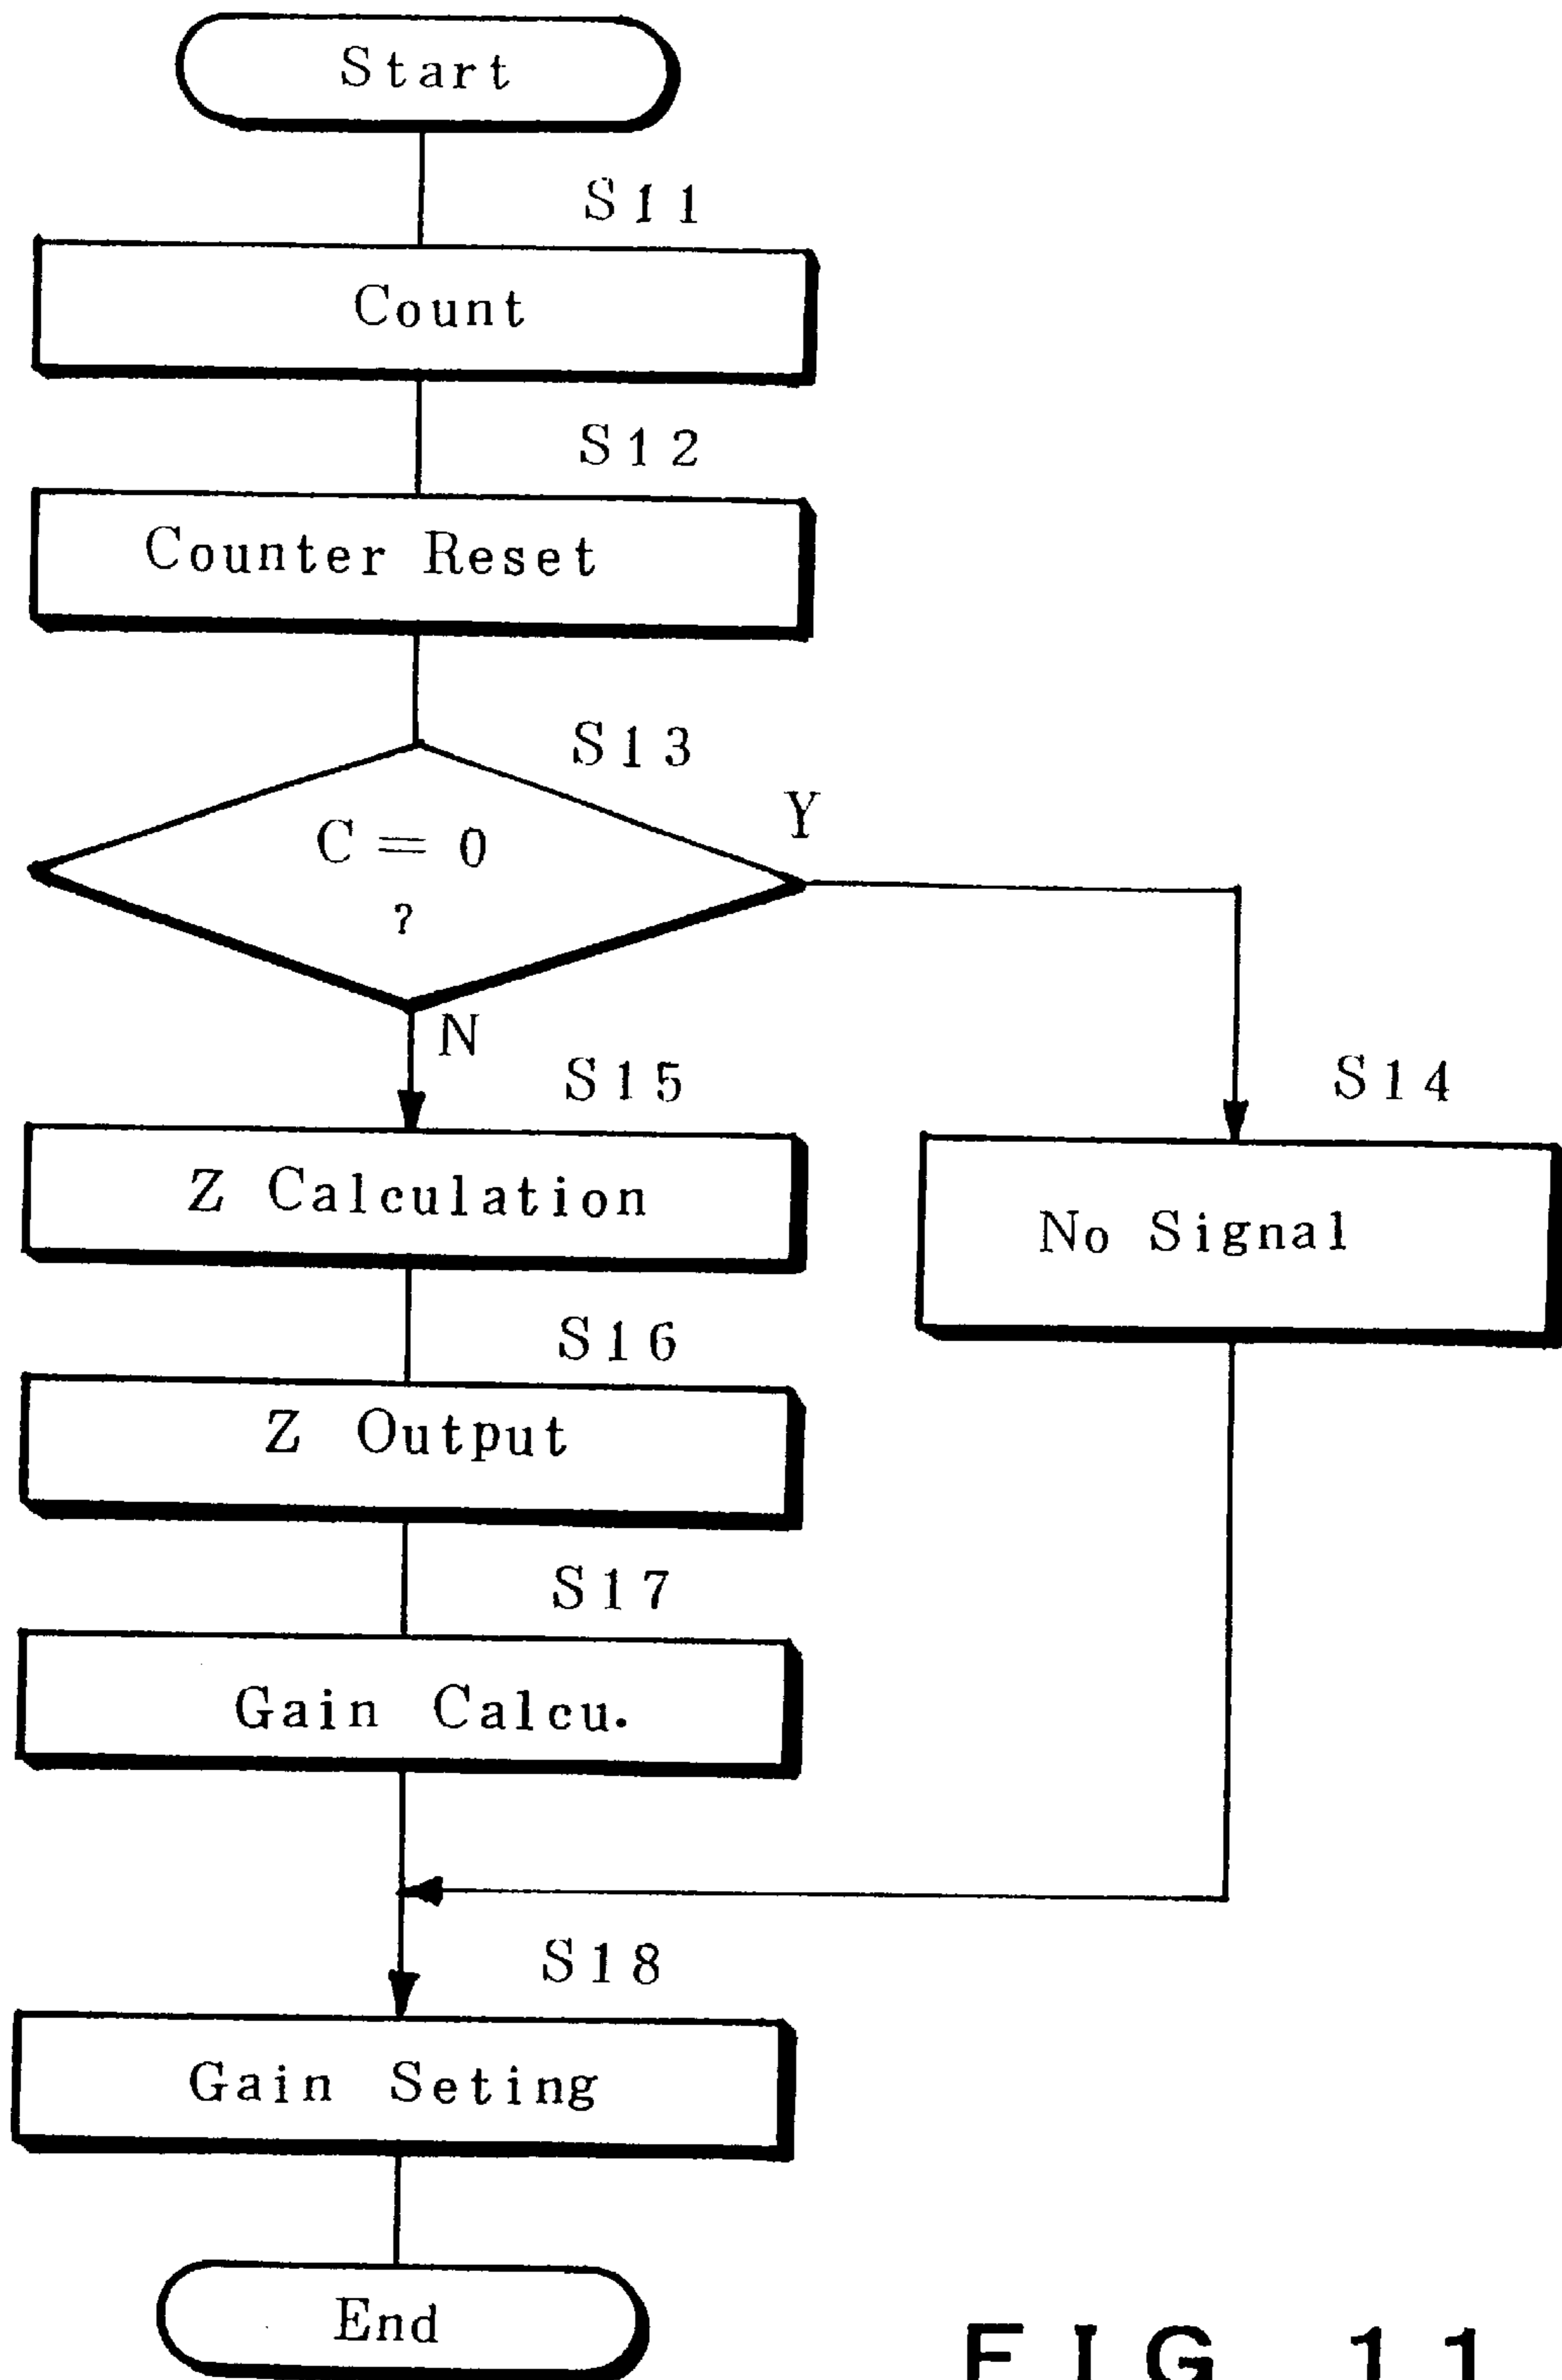 Start
S11
Count
S12
Counter Reset
S13
C = 0
?
Y
N
S15
Z Calculation
S14
No Signal
S16
Z Output
S17
Gain Calcu.
S18
Gain Seting
End
FIG. 11